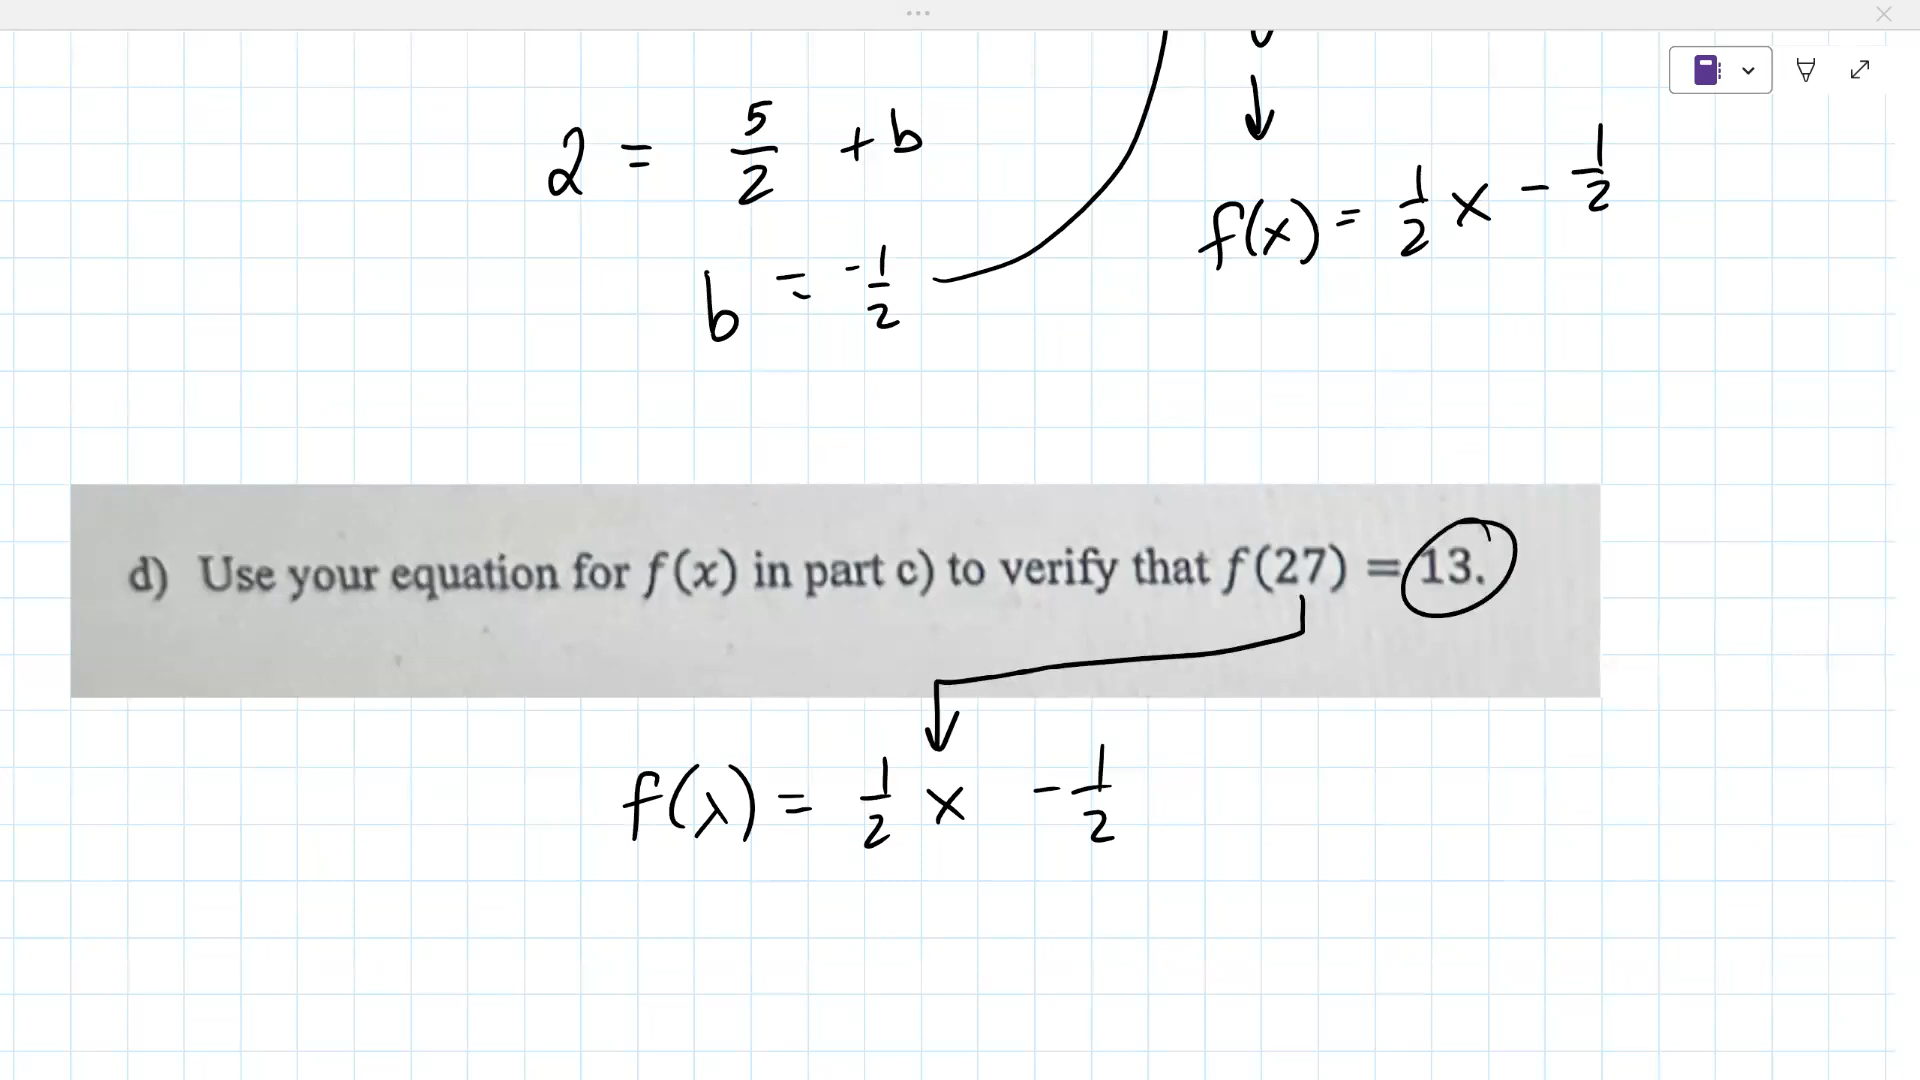 2 = 5/2 + b
f(x) = 1/2 x - 1/2
b = -1/2
d) Use your equation for f(x) in part c) to verify that f(27) = 13.
f(x) = 1/2 x - 1/2